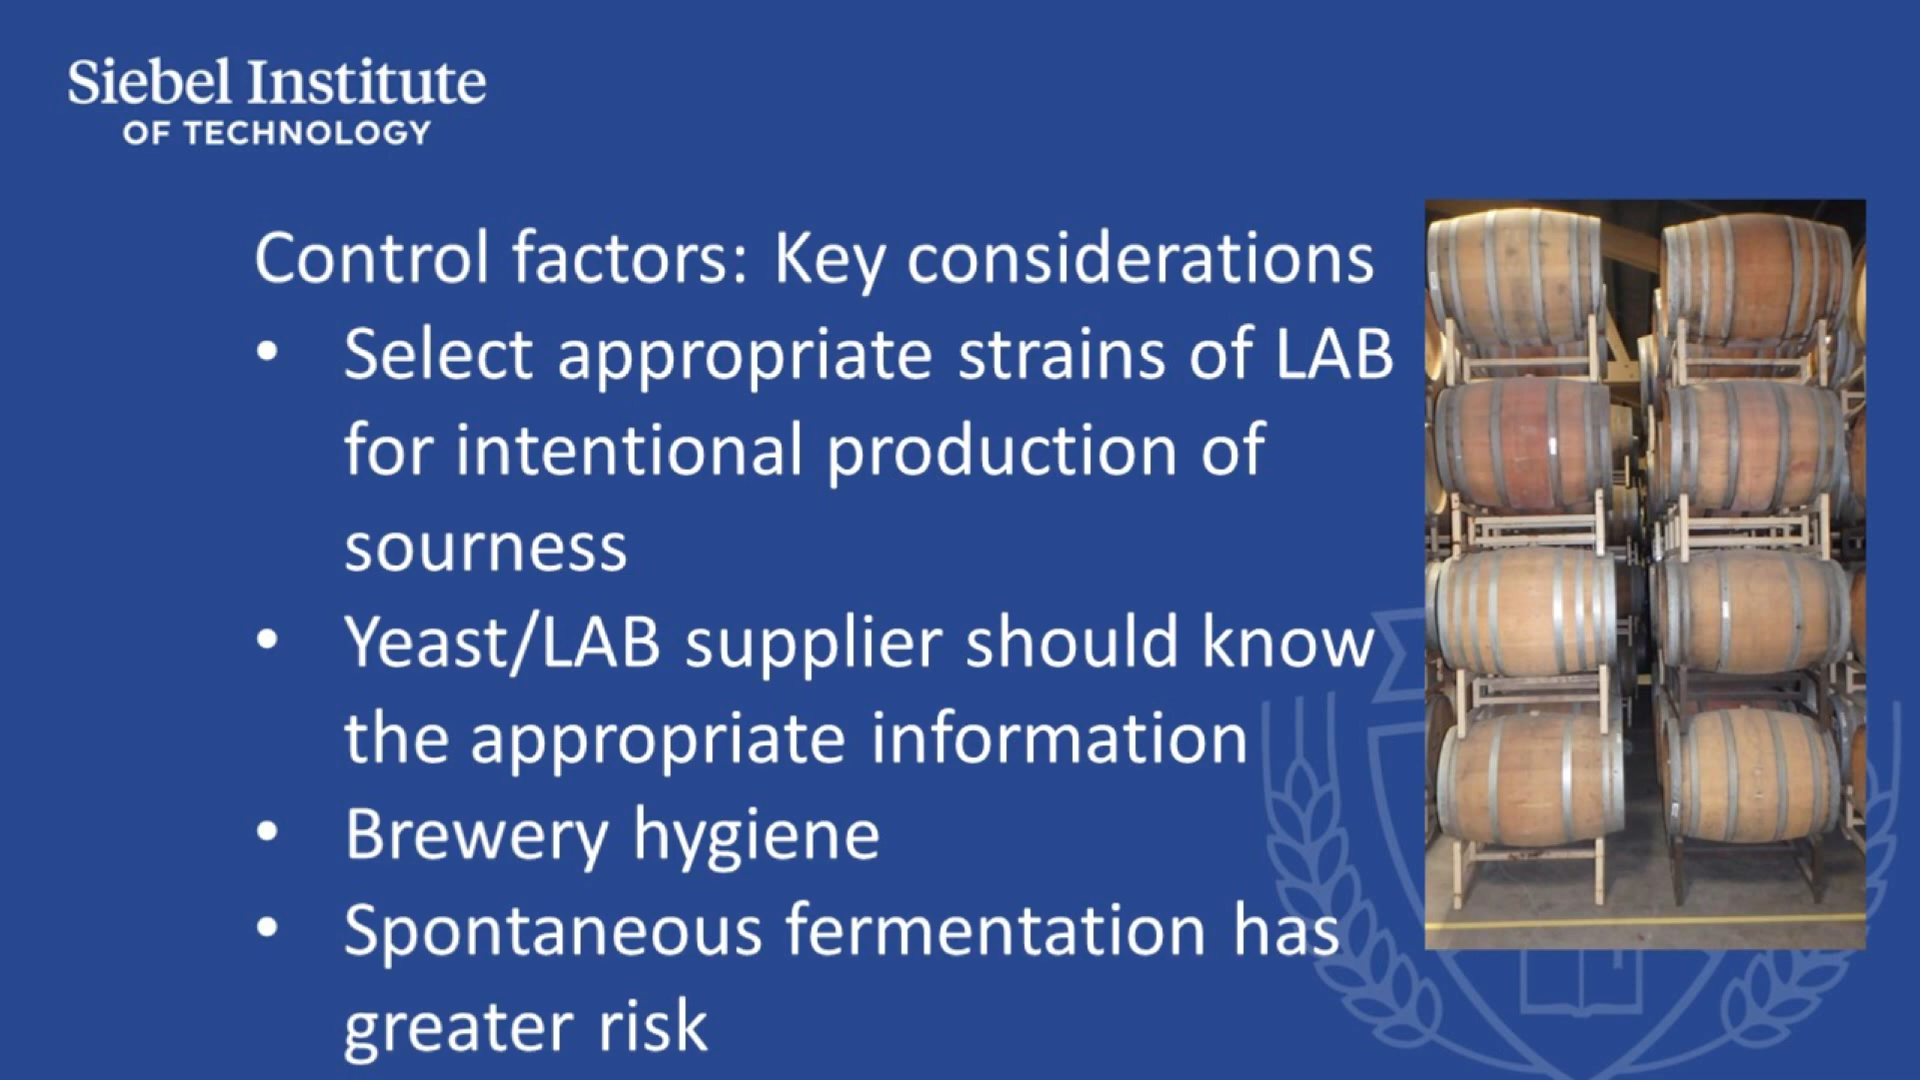 Siebel Institute
OF TECHNOLOGY
Control factors: Key considerations
• Select appropriate strains of LAB
for intentional production of
sourness
• Yeast/LAB supplier should know
the appropriate information
• Brewery hygiene
• Spontaneous fermentation has
greater risk